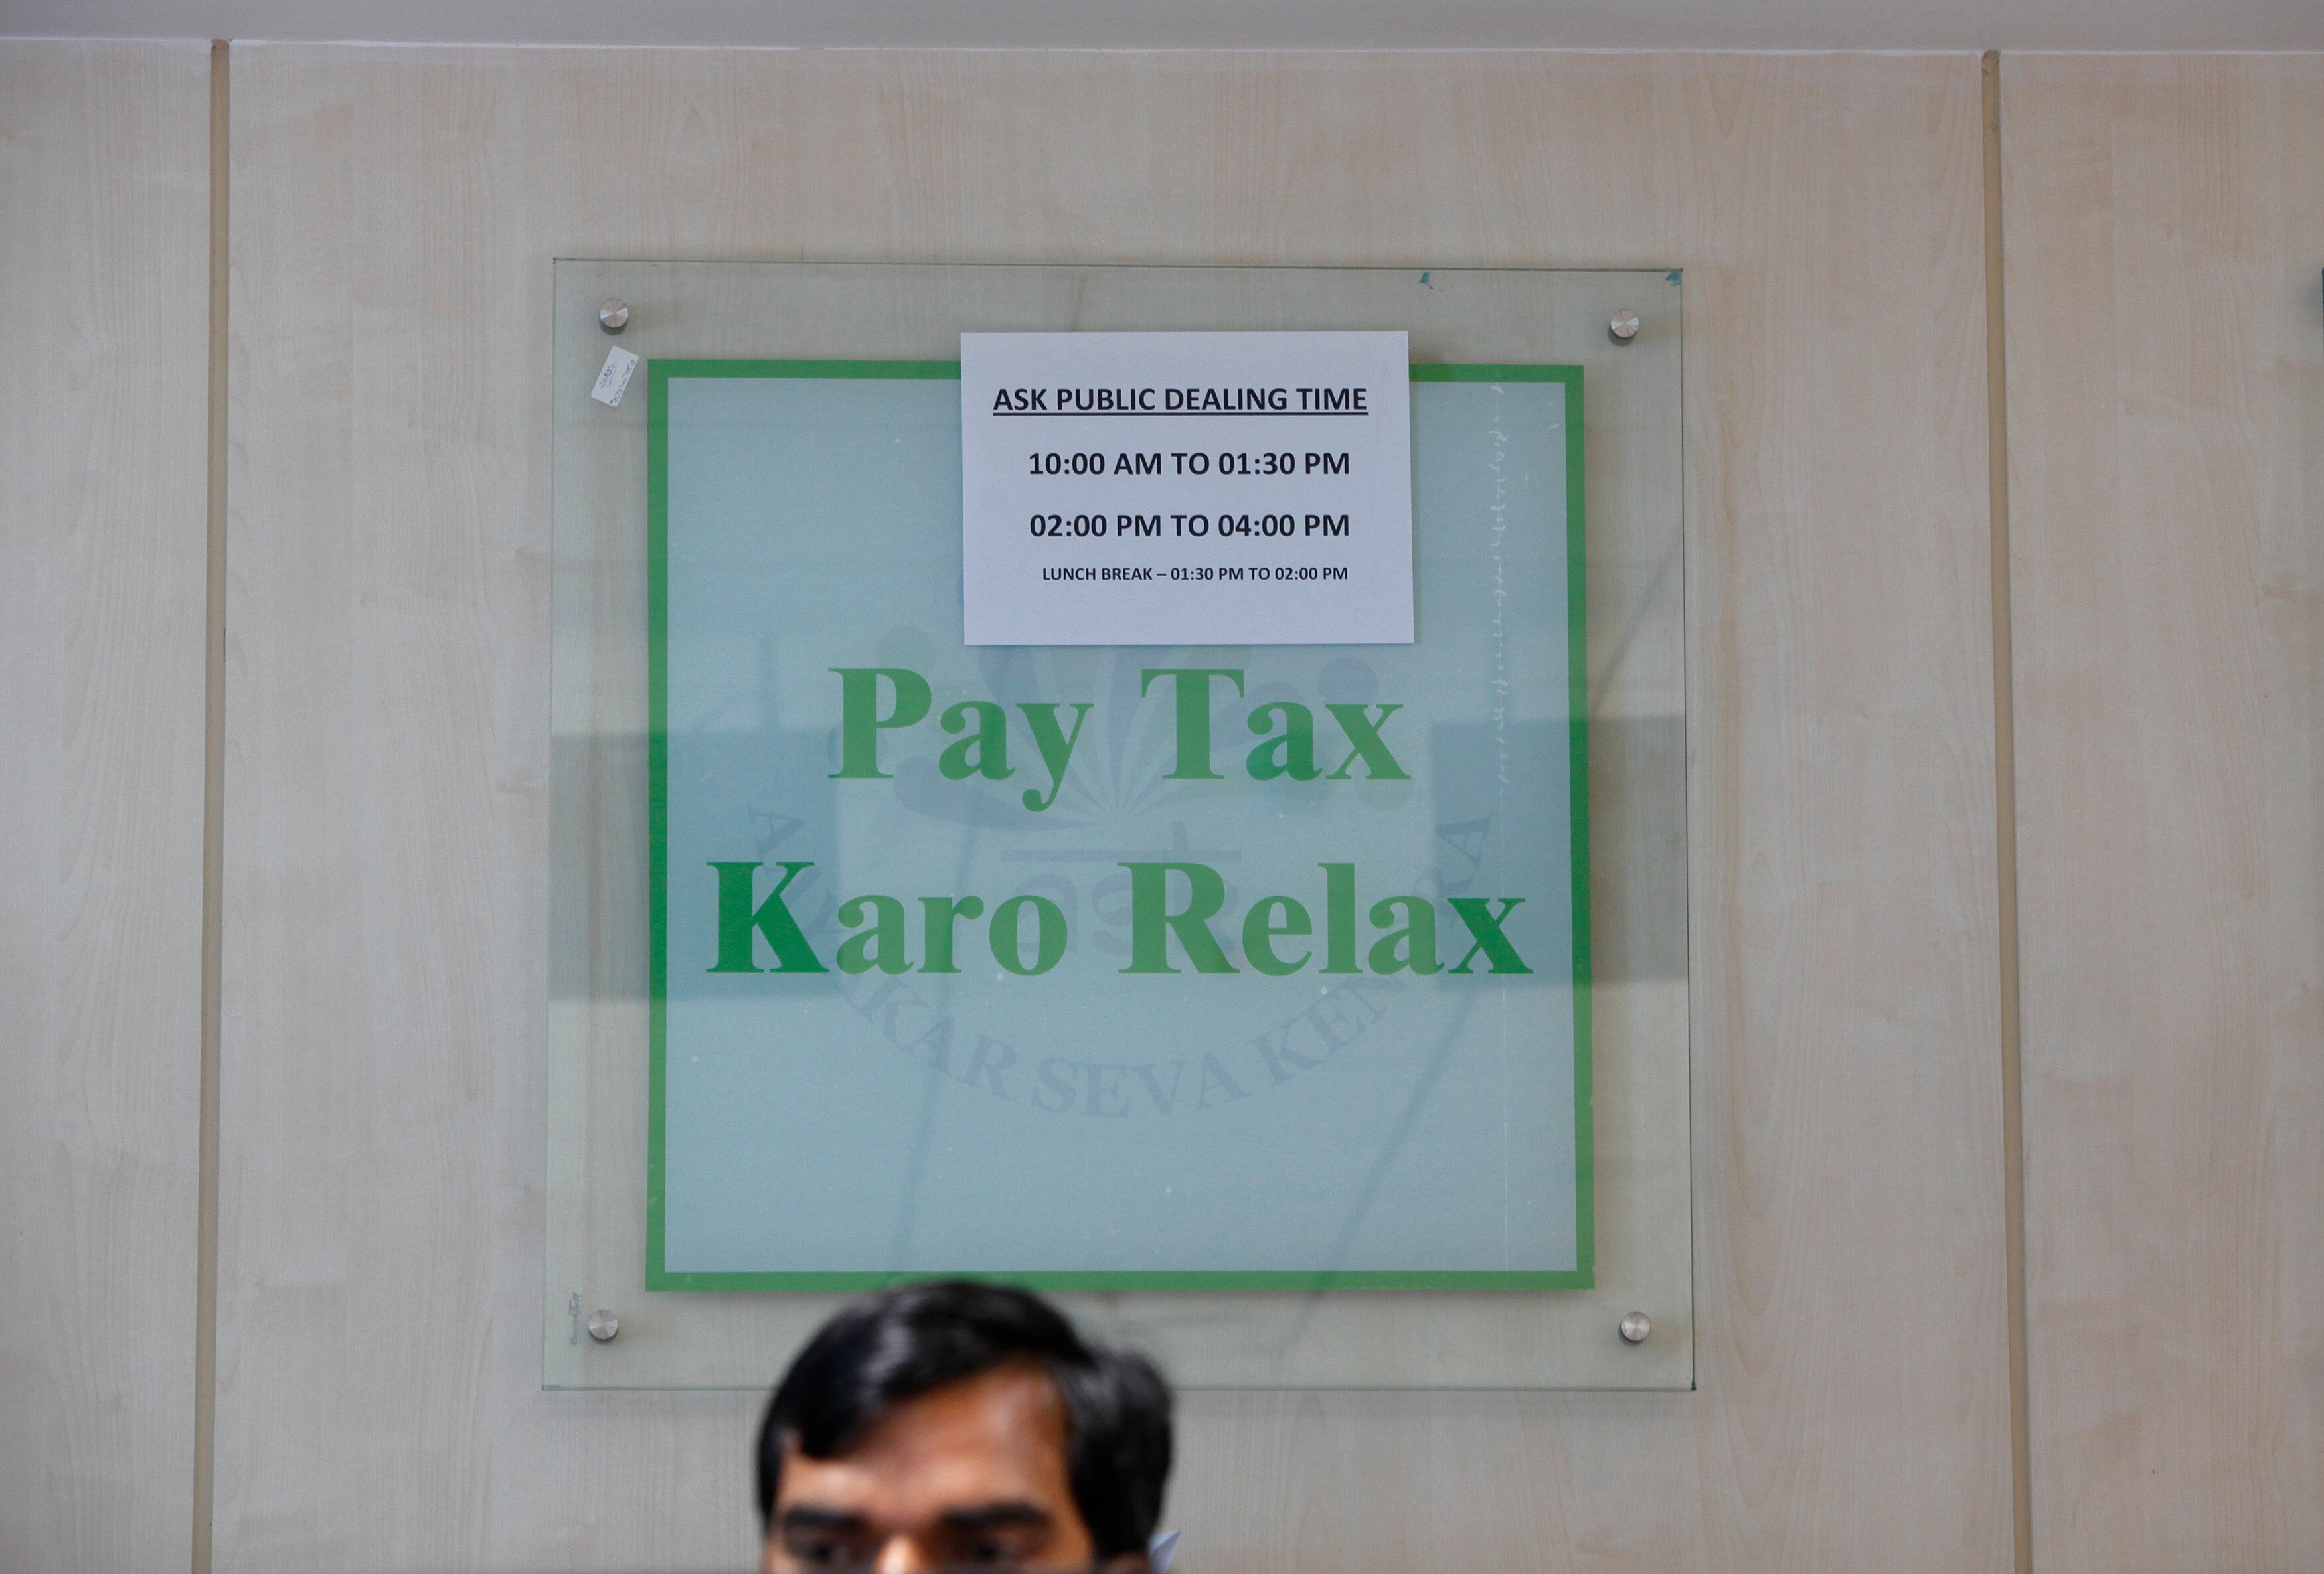 ASK PUBLIC DEALING TIME
10:00 AM TO 01:30 PM
02:00 PM TO 04:00 PM
LUNCH BREAK – 01:30 PM TO 02:00 PM
Pay Tax
Karo Relax
SEVA